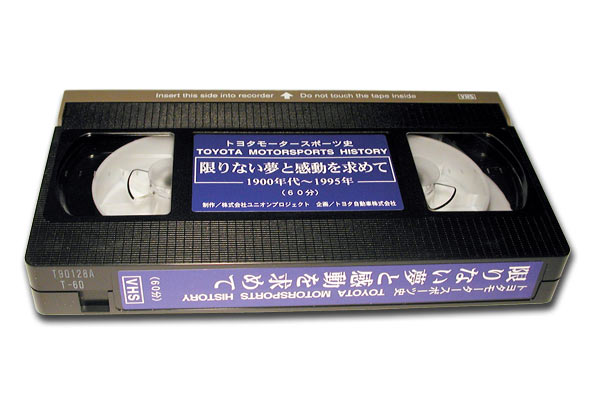 Insert this side into recorder Do not touch the tape inside VHS
トヨタモータースポーツ史
TOYOTA MOTORSPORTS HISTORY
限りない夢と感動を求めて
1900年代～1995年
（60分）
制作／株式会社ユニオンプロジェクト 企画／トヨタ自動車株式会社
T90128A
T-60
トヨタモータースポーツ史 TOYOTA MOTORSPORTS HISTORY
限りない夢と感動を求めて
（60分）
VHS